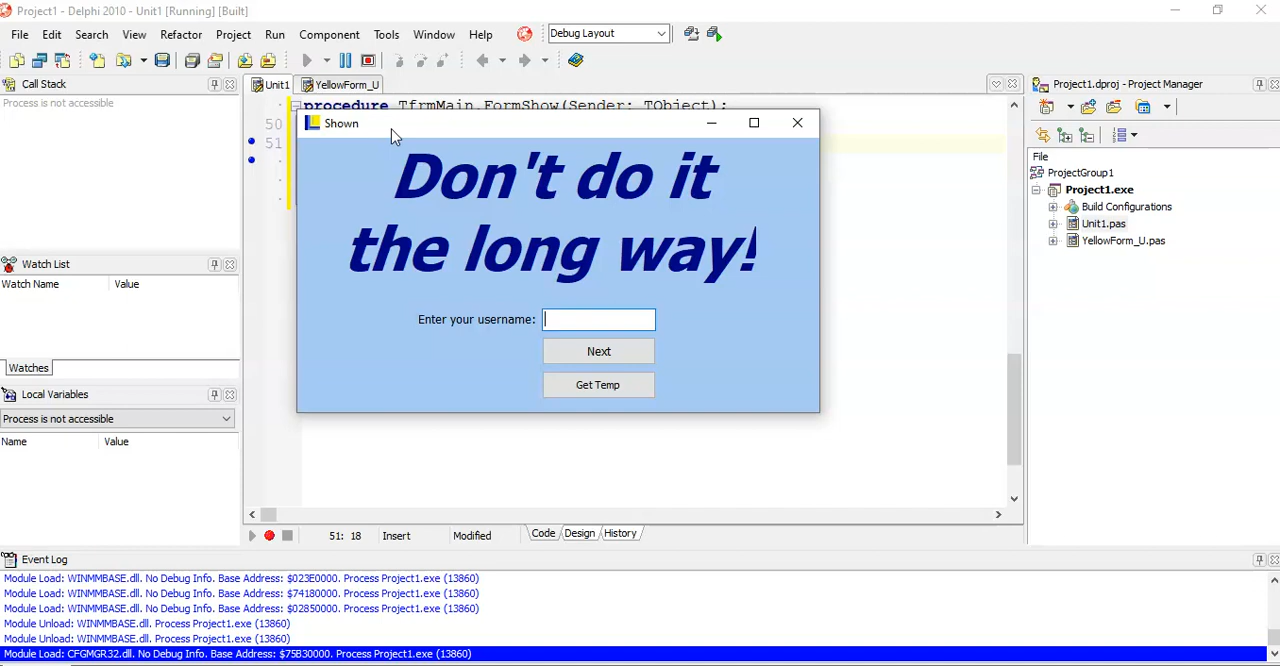 Project1 - Delphi 2010 - Unit1 [Running] [Built]
File Edit Search View Refactor Project Run Component Tools Window Help Debug Layout
Call Stack
Process is not accessible
Unit1 YellowForm_U
procedure TfrmMain.FormShow(Sender: TObject);
50
51
Shown
Don't do it
the long way!
Enter your username:
Next
Get Temp
Watch List
Watch Name Value
Watches
Local Variables
Process is not accessible
Name Value
51: 18 Insert Modified Code Design History
Project1.dproj - Project Manager
File
ProjectGroup1
Project1.exe
Build Configurations
Unit1.pas
YellowForm_U.pas
Event Log
Module Load: WINMMBASE.dll. No Debug Info. Base Address: $023E0000. Process Project1.exe (13860)
Module Load: WINMMBASE.dll. No Debug Info. Base Address: $74180000. Process Project1.exe (13860)
Module Load: WINMMBASE.dll. No Debug Info. Base Address: $02850000. Process Project1.exe (13860)
Module Unload: WINMMBASE.dll. Process Project1.exe (13860)
Module Unload: WINMMBASE.dll. Process Project1.exe (13860)
Module Load: CFGMGR32.dll. No Debug Info. Base Address: $75B30000. Process Project1.exe (13860)